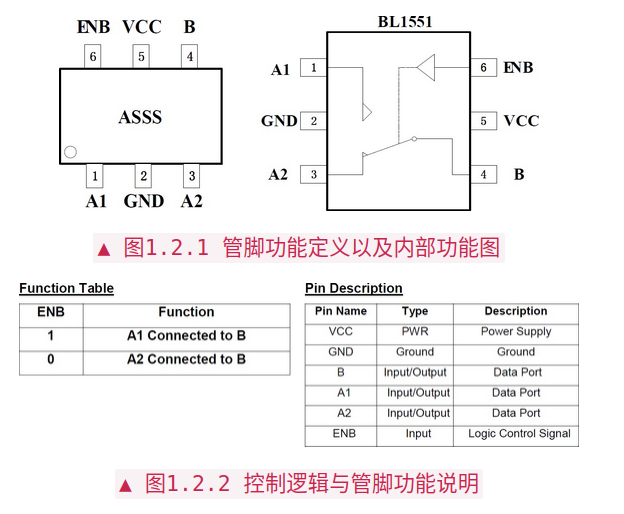 ENB VCC B
6 5 4
ASSS
1 2 3
A1 GND A2
BL1551
A1 1 6 ENB
GND 2 5 VCC
A2 3 4 B
▲ 图1.2.1 管脚功能定义以及内部功能图
Function Table
ENB Function
1 A1 Connected to B
0 A2 Connected to B
Pin Description
Pin Name Type Description
VCC PWR Power Supply
GND Ground Ground
B Input/Output Data Port
A1 Input/Output Data Port
A2 Input/Output Data Port
ENB Input Logic Control Signal
▲ 图1.2.2 控制逻辑与管脚功能说明